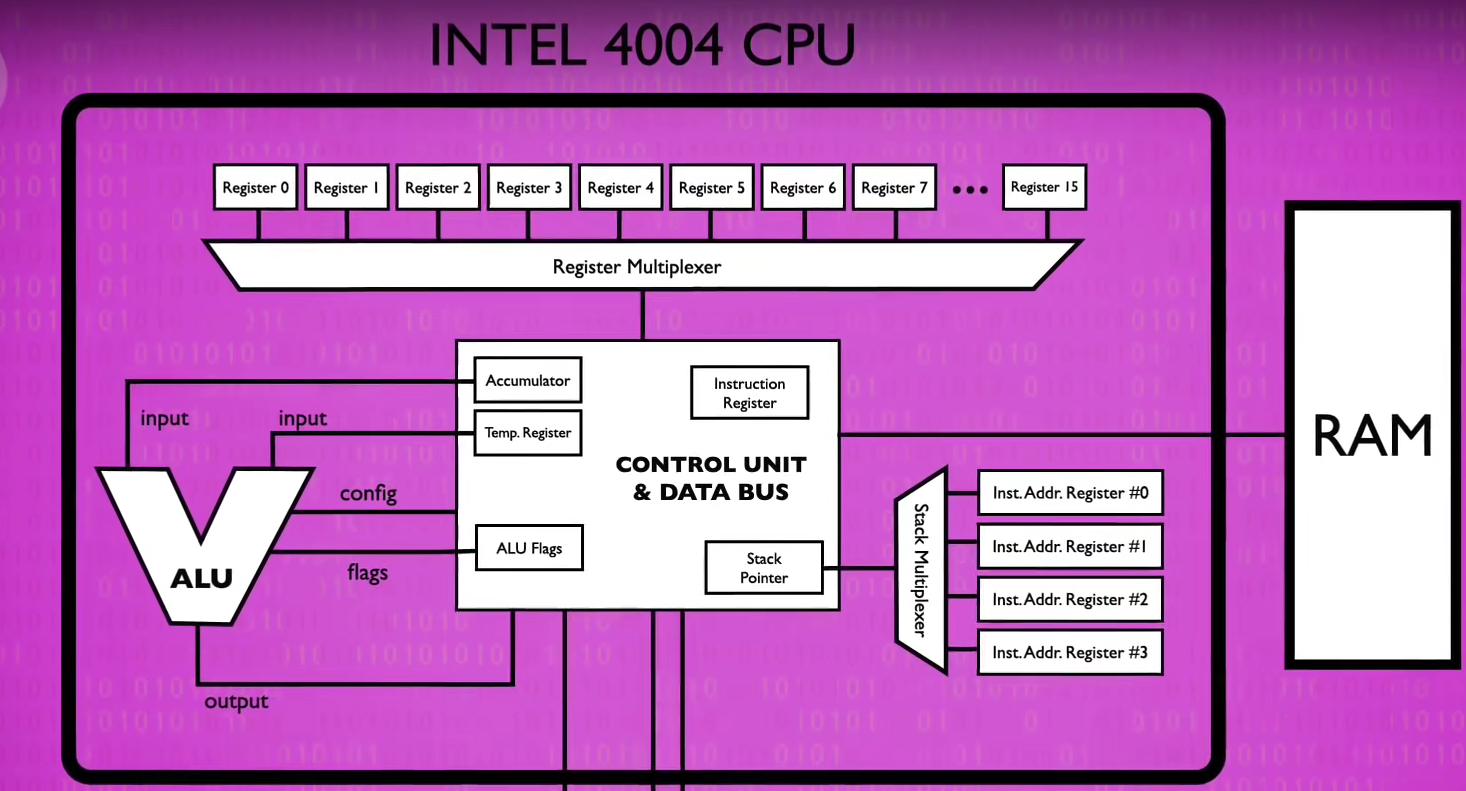 INTEL 4004 CPU
Register 0
Register 1
Register 2
Register 3
Register 4
Register 5
Register 6
Register 7
•••
Register 15
Register Multiplexer
Accumulator
Temp. Register
Instruction
Register
input
input
CONTROL UNIT
& DATA BUS
config
flags
ALU Flags
ALU
output
Stack
Pointer
Stack Multiplexer
Inst. Addr. Register #0
Inst. Addr. Register #1
Inst. Addr. Register #2
Inst. Addr. Register #3
RAM